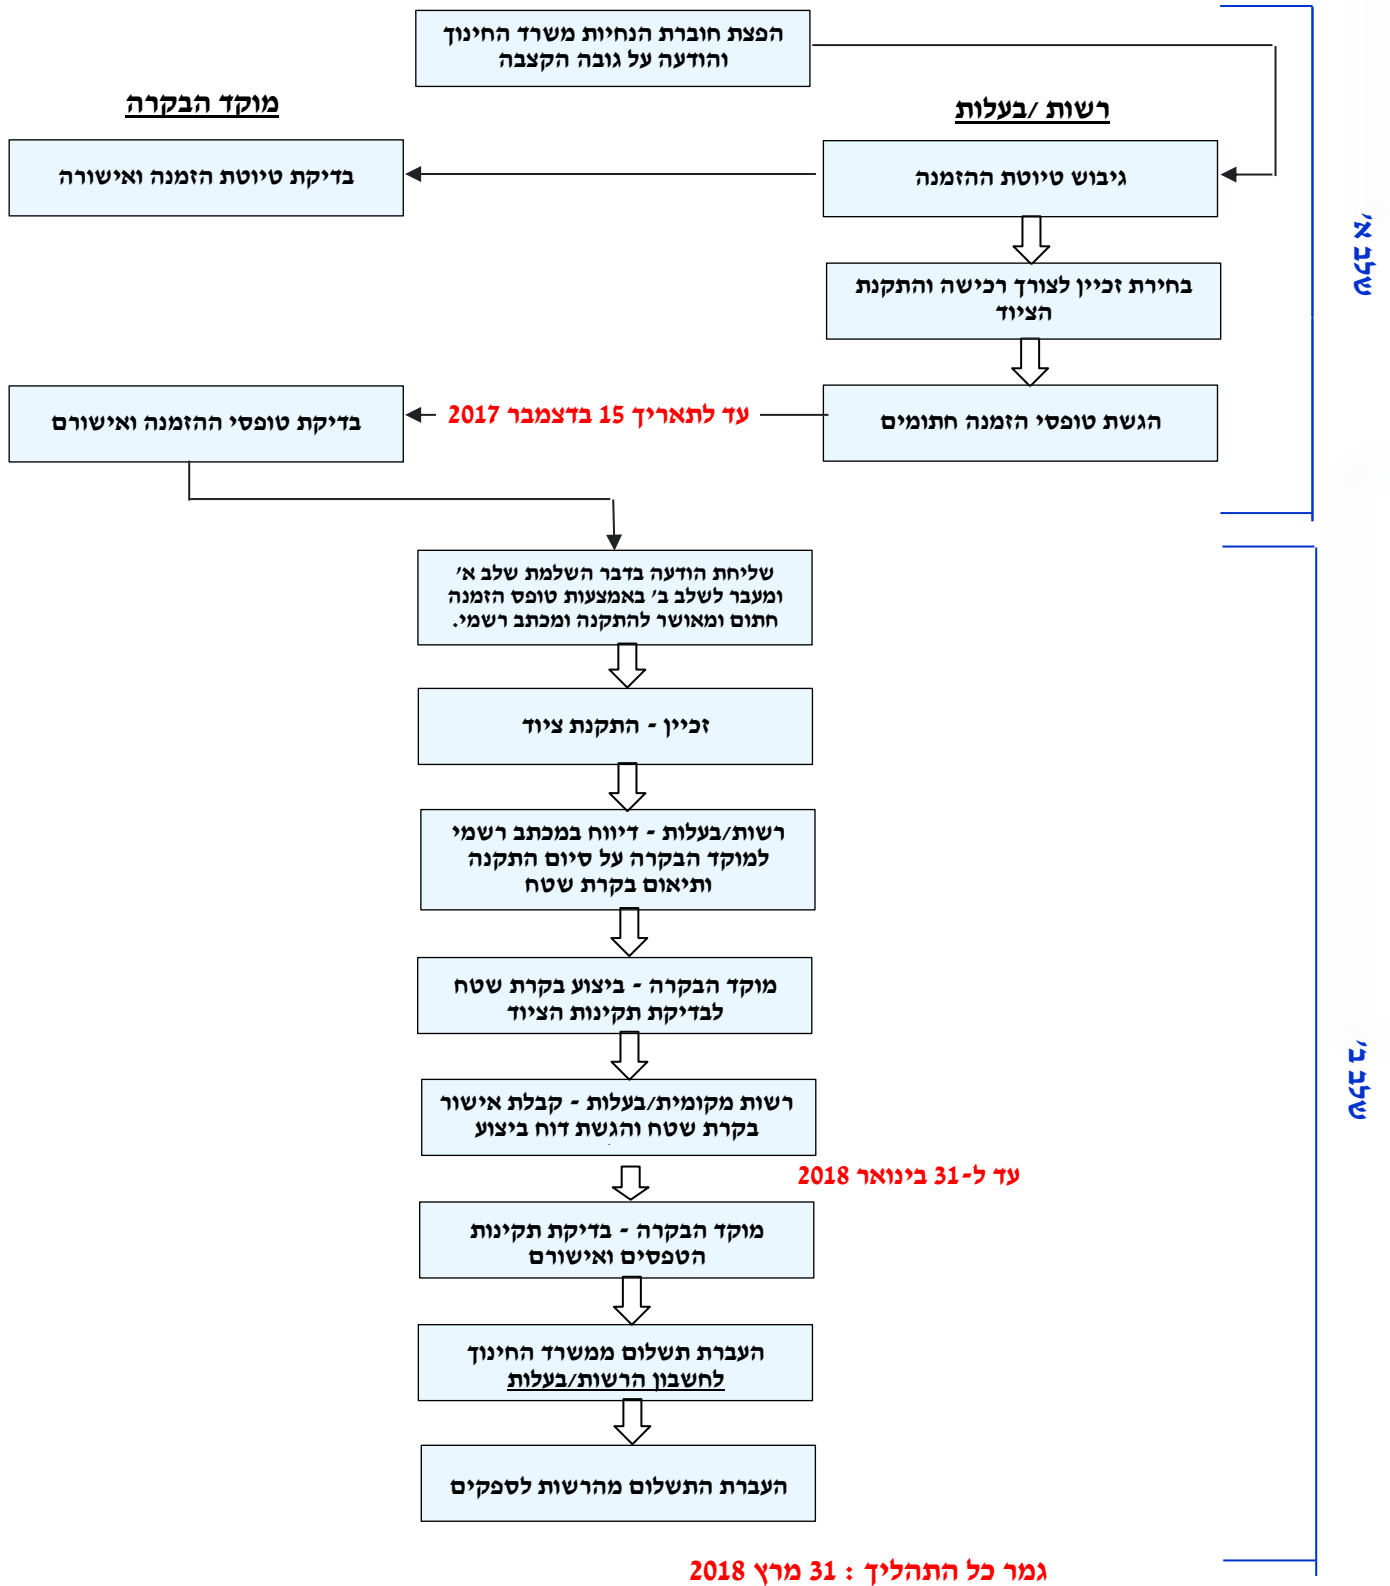 הפצת חוברת הנחיות משרד החינוך
והודעה על גובה הקצבה
רשות /בעלות
מוקד הבקרה
גיבוש טיוטת ההזמנה
בדיקת טיוטת הזמנה ואישורה
שלב א'
בחירת זכיין לצורך רכישה והתקנת
הציוד
הגשת טופסי הזמנה חתומים
עד לתאריך 15 בדצמבר 2017
בדיקת טופסי ההזמנה ואישורם
שליחת הודעה בדבר השלמת שלב א'
ומעבר לשלב ב' באמצעות טופס הזמנה
חתום ומאושר להתקנה ומכתב רשמי.
זכיין - התקנת ציוד
רשות/בעלות - דיווח במכתב רשמי
למוקד הבקרה על סיום התקנה
ותיאום בקרת שטח
מוקד הבקרה - ביצוע בקרת שטח
לבדיקת תקינות הציוד
שלב ב'
רשות מקומית/בעלות - קבלת אישור
בקרת שטח והגשת דוח ביצוע
עד ל-31 בינואר 2018
מוקד הבקרה - בדיקת תקינות
הטפסים ואישורם
העברת תשלום ממשרד החינוך
לחשבון הרשות/בעלות
העברת התשלום מהרשות לספקים
גמר כל התהליך : 31 מרץ 2018